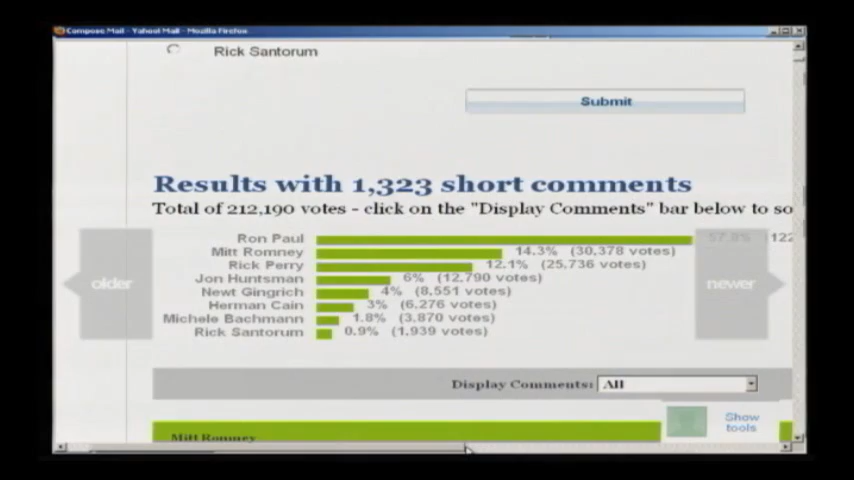 Compose Mail - Yahoo! Mail - Mozilla Firefox
Rick Santorum
Submit
Results with 1,323 short comments
Total of 212,190 votes - click on the "Display Comments" bar below to so
Ron Paul 57.8% (122
Mitt Romney 14.3% (30,378 votes)
Rick Perry 12.1% (25,736 votes)
Jon Huntsman 6% (12,790 votes)
Newt Gingrich 4% (8,551 votes)
Herman Cain 3% (6,276 votes)
Michele Bachmann 1.8% (3,870 votes)
Rick Santorum 0.9% (1,939 votes)
older
newer
Display Comments: All
Mitt Romney
Show
tools